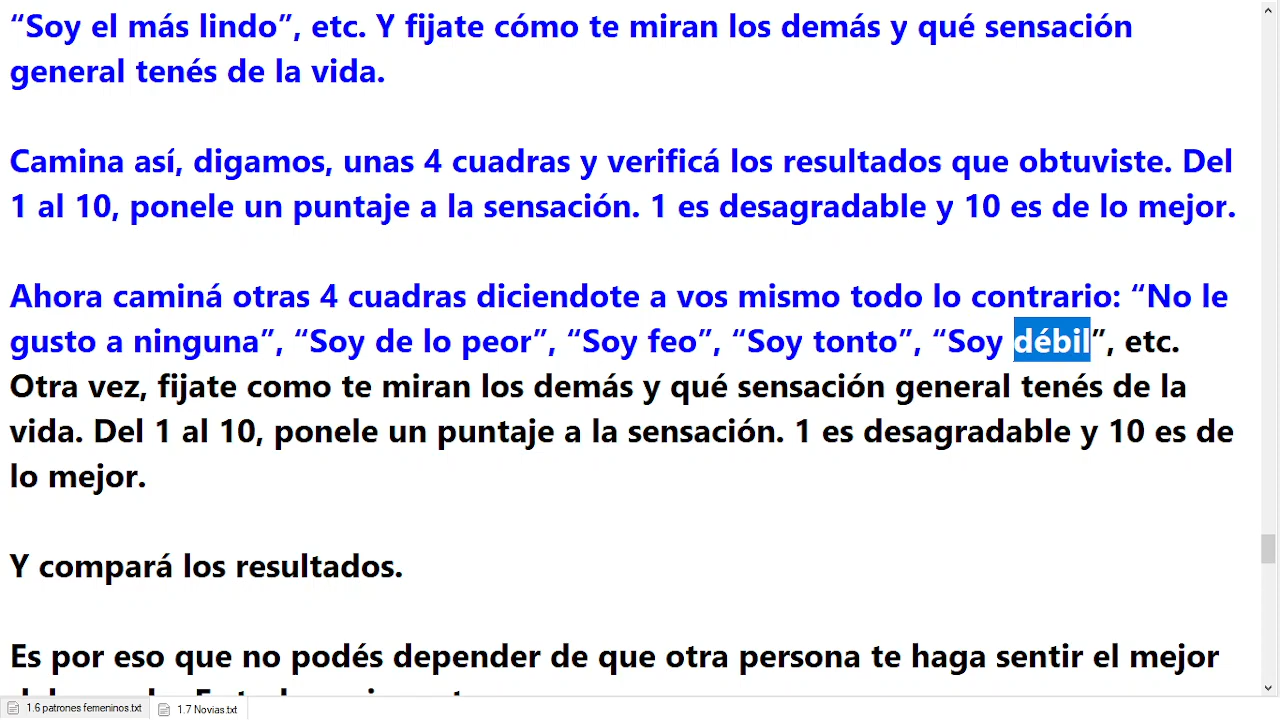 “Soy el más lindo”, etc. Y fijate cómo te miran los demás y qué sensación
general tenés de la vida.
Camina así, digamos, unas 4 cuadras y verificá los resultados que obtuviste. Del
1 al 10, ponele un puntaje a la sensación. 1 es desagradable y 10 es de lo mejor.
Ahora caminá otras 4 cuadras diciendote a vos mismo todo lo contrario: “No le
gusto a ninguna”, “Soy de lo peor”, “Soy feo”, “Soy tonto”, “Soy débil”, etc.
Otra vez, fijate como te miran los demás y qué sensación general tenés de la
vida. Del 1 al 10, ponele un puntaje a la sensación. 1 es desagradable y 10 es de
lo mejor.
Y compará los resultados.
Es por eso que no podés depender de que otra persona te haga sentir el mejor
1.6 patrones femeninos.txt
1.7 Novias.txt